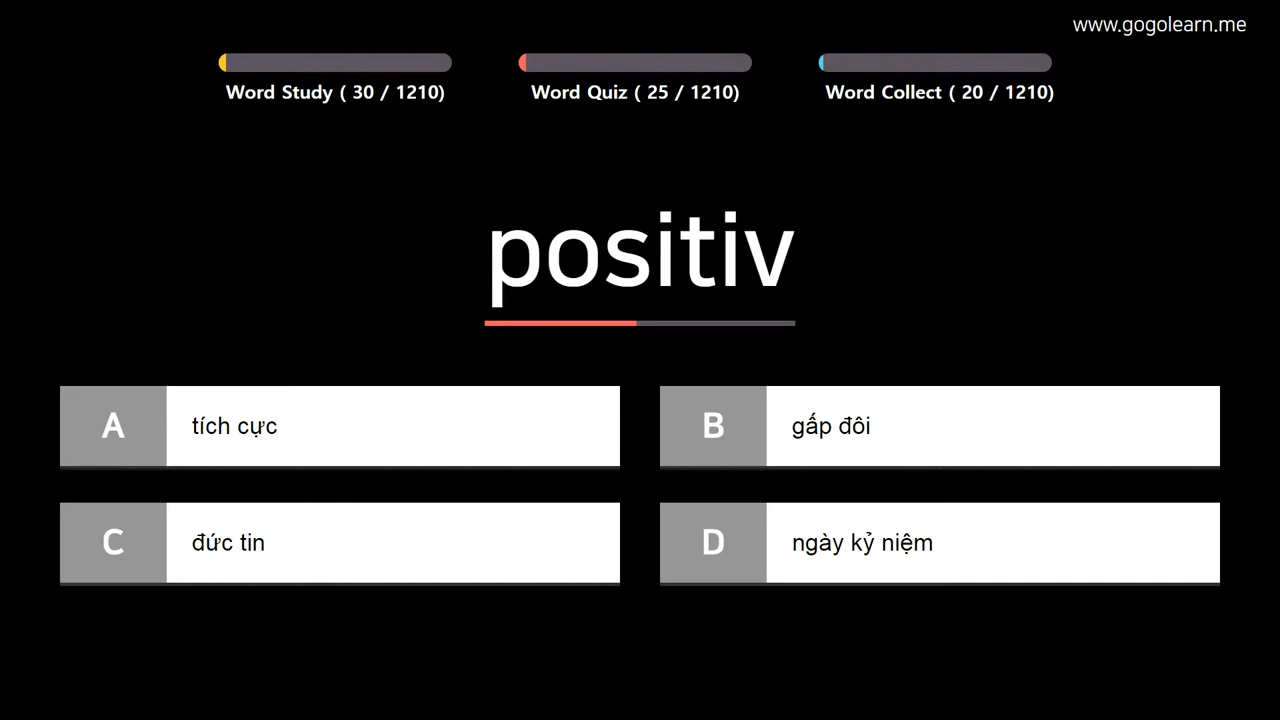 www.gogolearn.me
Word Study ( 30 / 1210)
Word Quiz ( 25 / 1210)
Word Collect ( 20 / 1210)
positiv
A tích cực
B gấp đôi
C đức tin
D ngày kỷ niệm